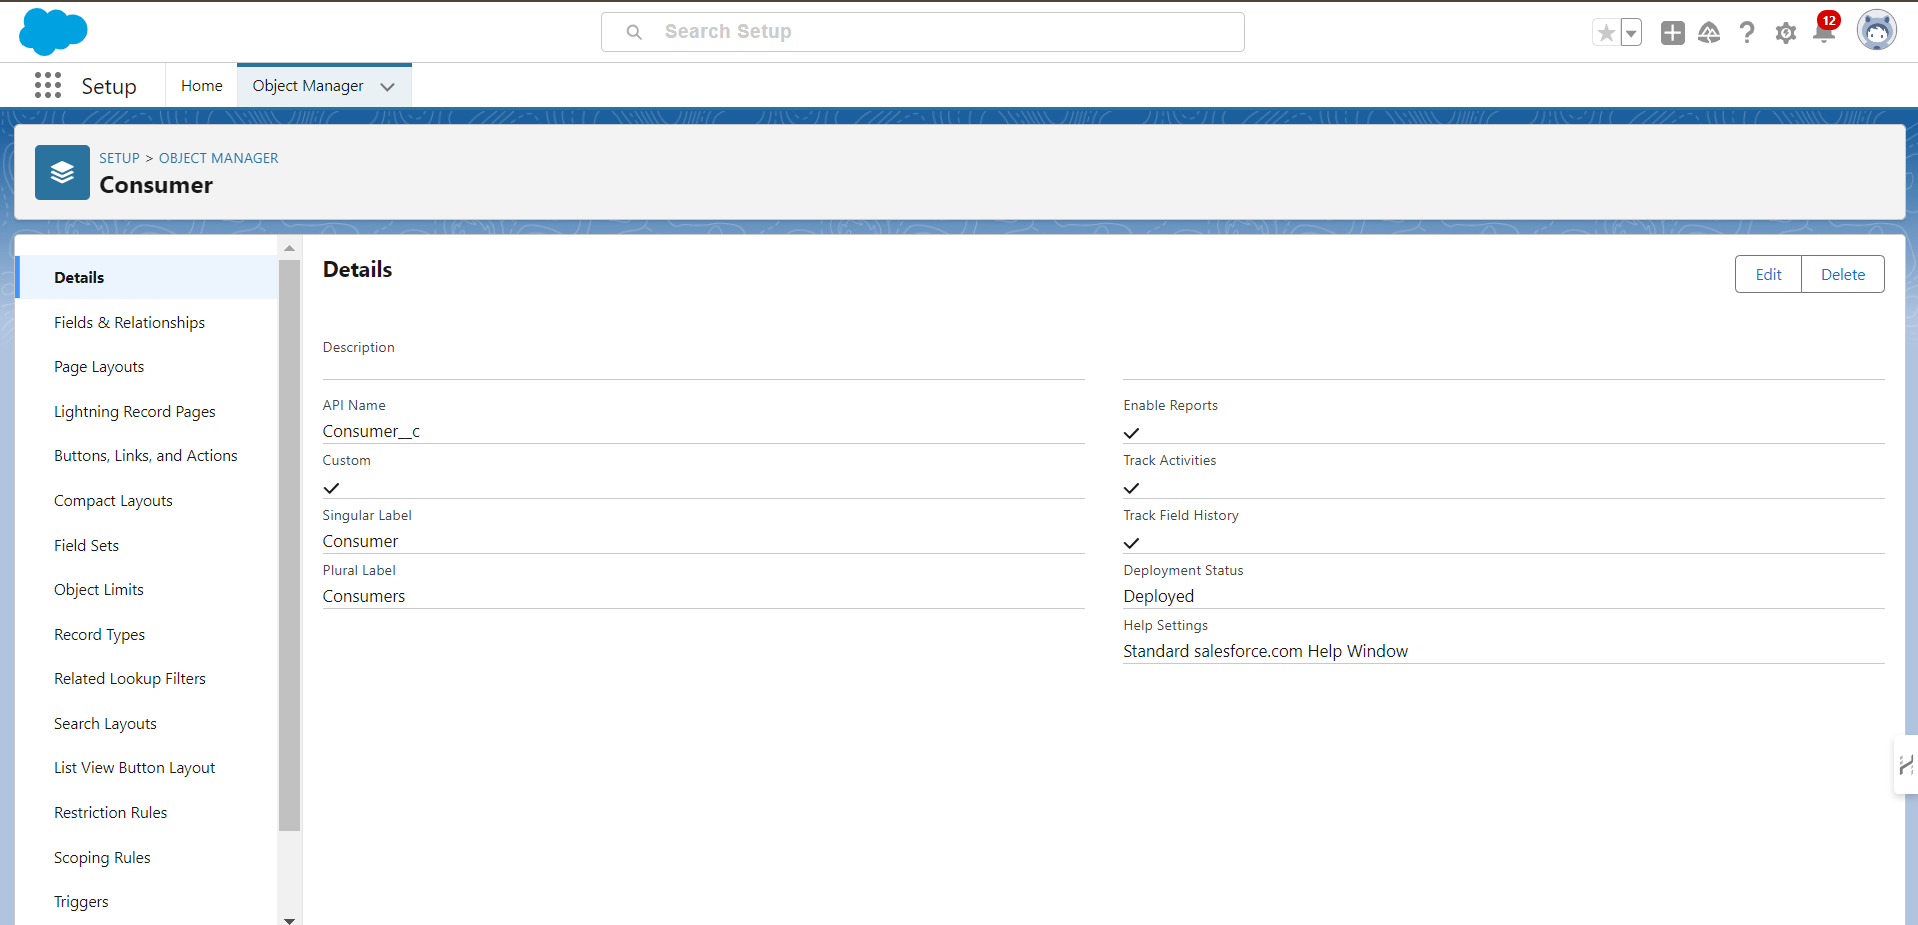 Search Setup
12
Setup
Home
Object Manager
SETUP > OBJECT MANAGER
Consumer
Details
Fields & Relationships
Page Layouts
Lightning Record Pages
Buttons, Links, and Actions
Compact Layouts
Field Sets
Object Limits
Record Types
Related Lookup Filters
Search Layouts
List View Button Layout
Restriction Rules
Scoping Rules
Triggers
Details
Edit
Delete
Description
API Name
Consumer__c
Custom
Singular Label
Consumer
Plural Label
Consumers
Enable Reports
Track Activities
Track Field History
Deployment Status
Deployed
Help Settings
Standard salesforce.com Help Window